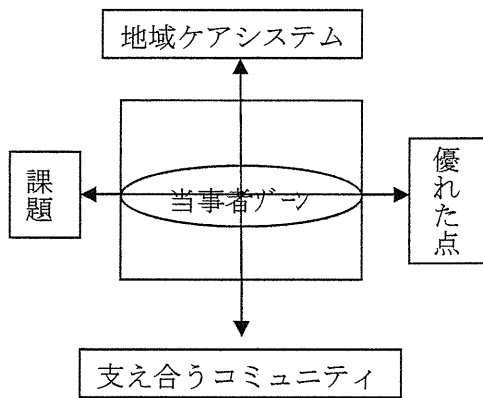 地域ケアシステム
課題
当事者ゾーン
優れた点
支え合うコミュニティ